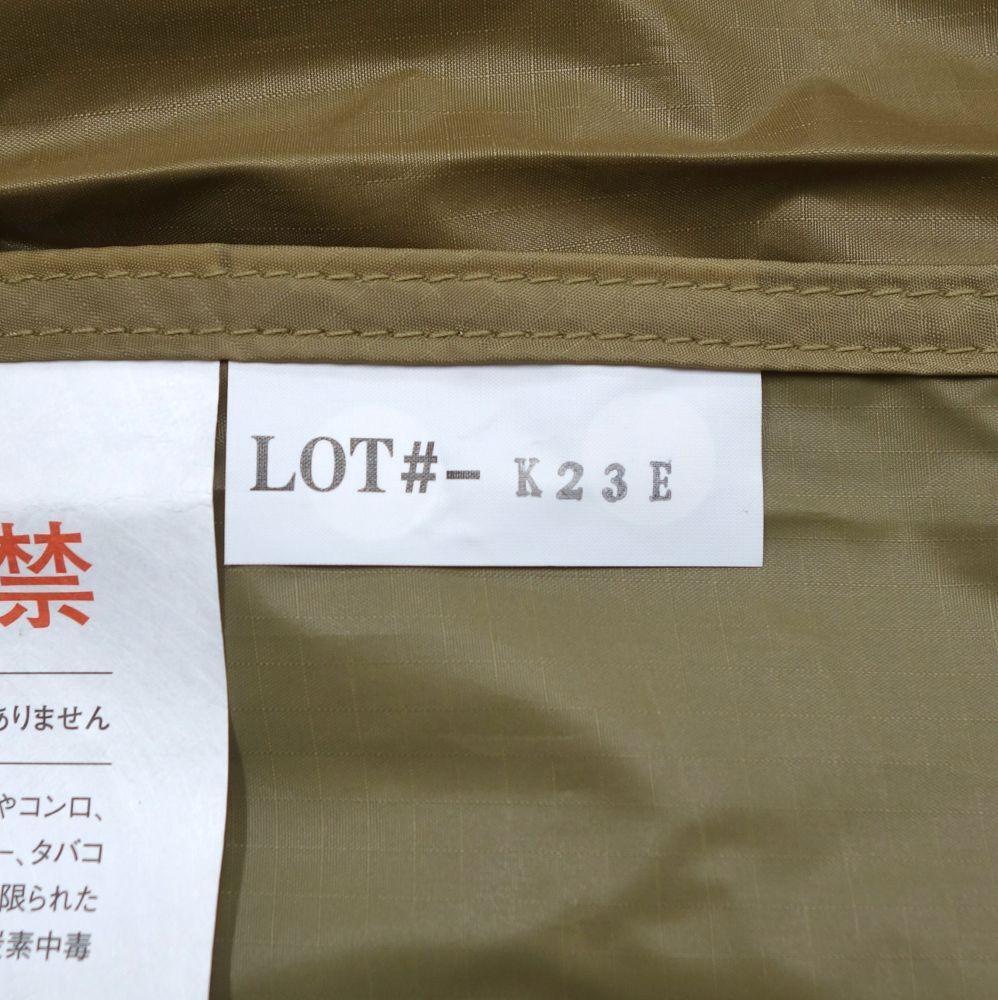 LOT#- K23E
禁
ありません
やコンロ、
ー、タバコ
限られた
素中毒